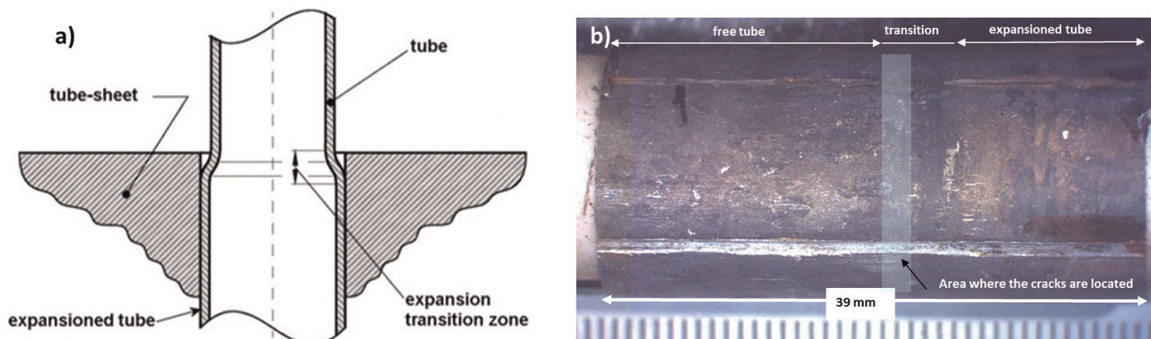 a)
tube
tube-sheet
expansioned tube
expansion
transition zone
b)
free tube
transition
expansioned tube
Area where the cracks are located
39 mm